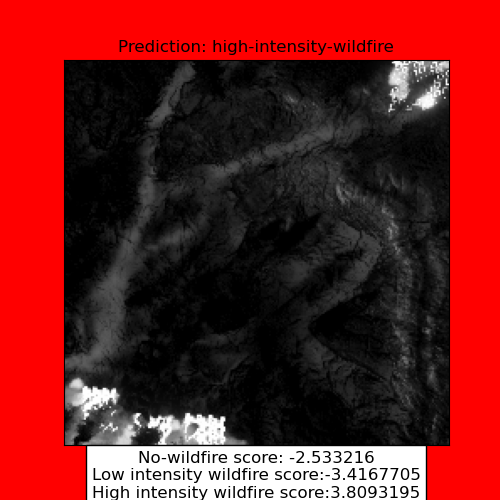 Prediction: high-intensity-wildfire
No-wildfire score: -2.533216
Low intensity wildfire score:-3.4167705
High intensity wildfire score:3.8093195